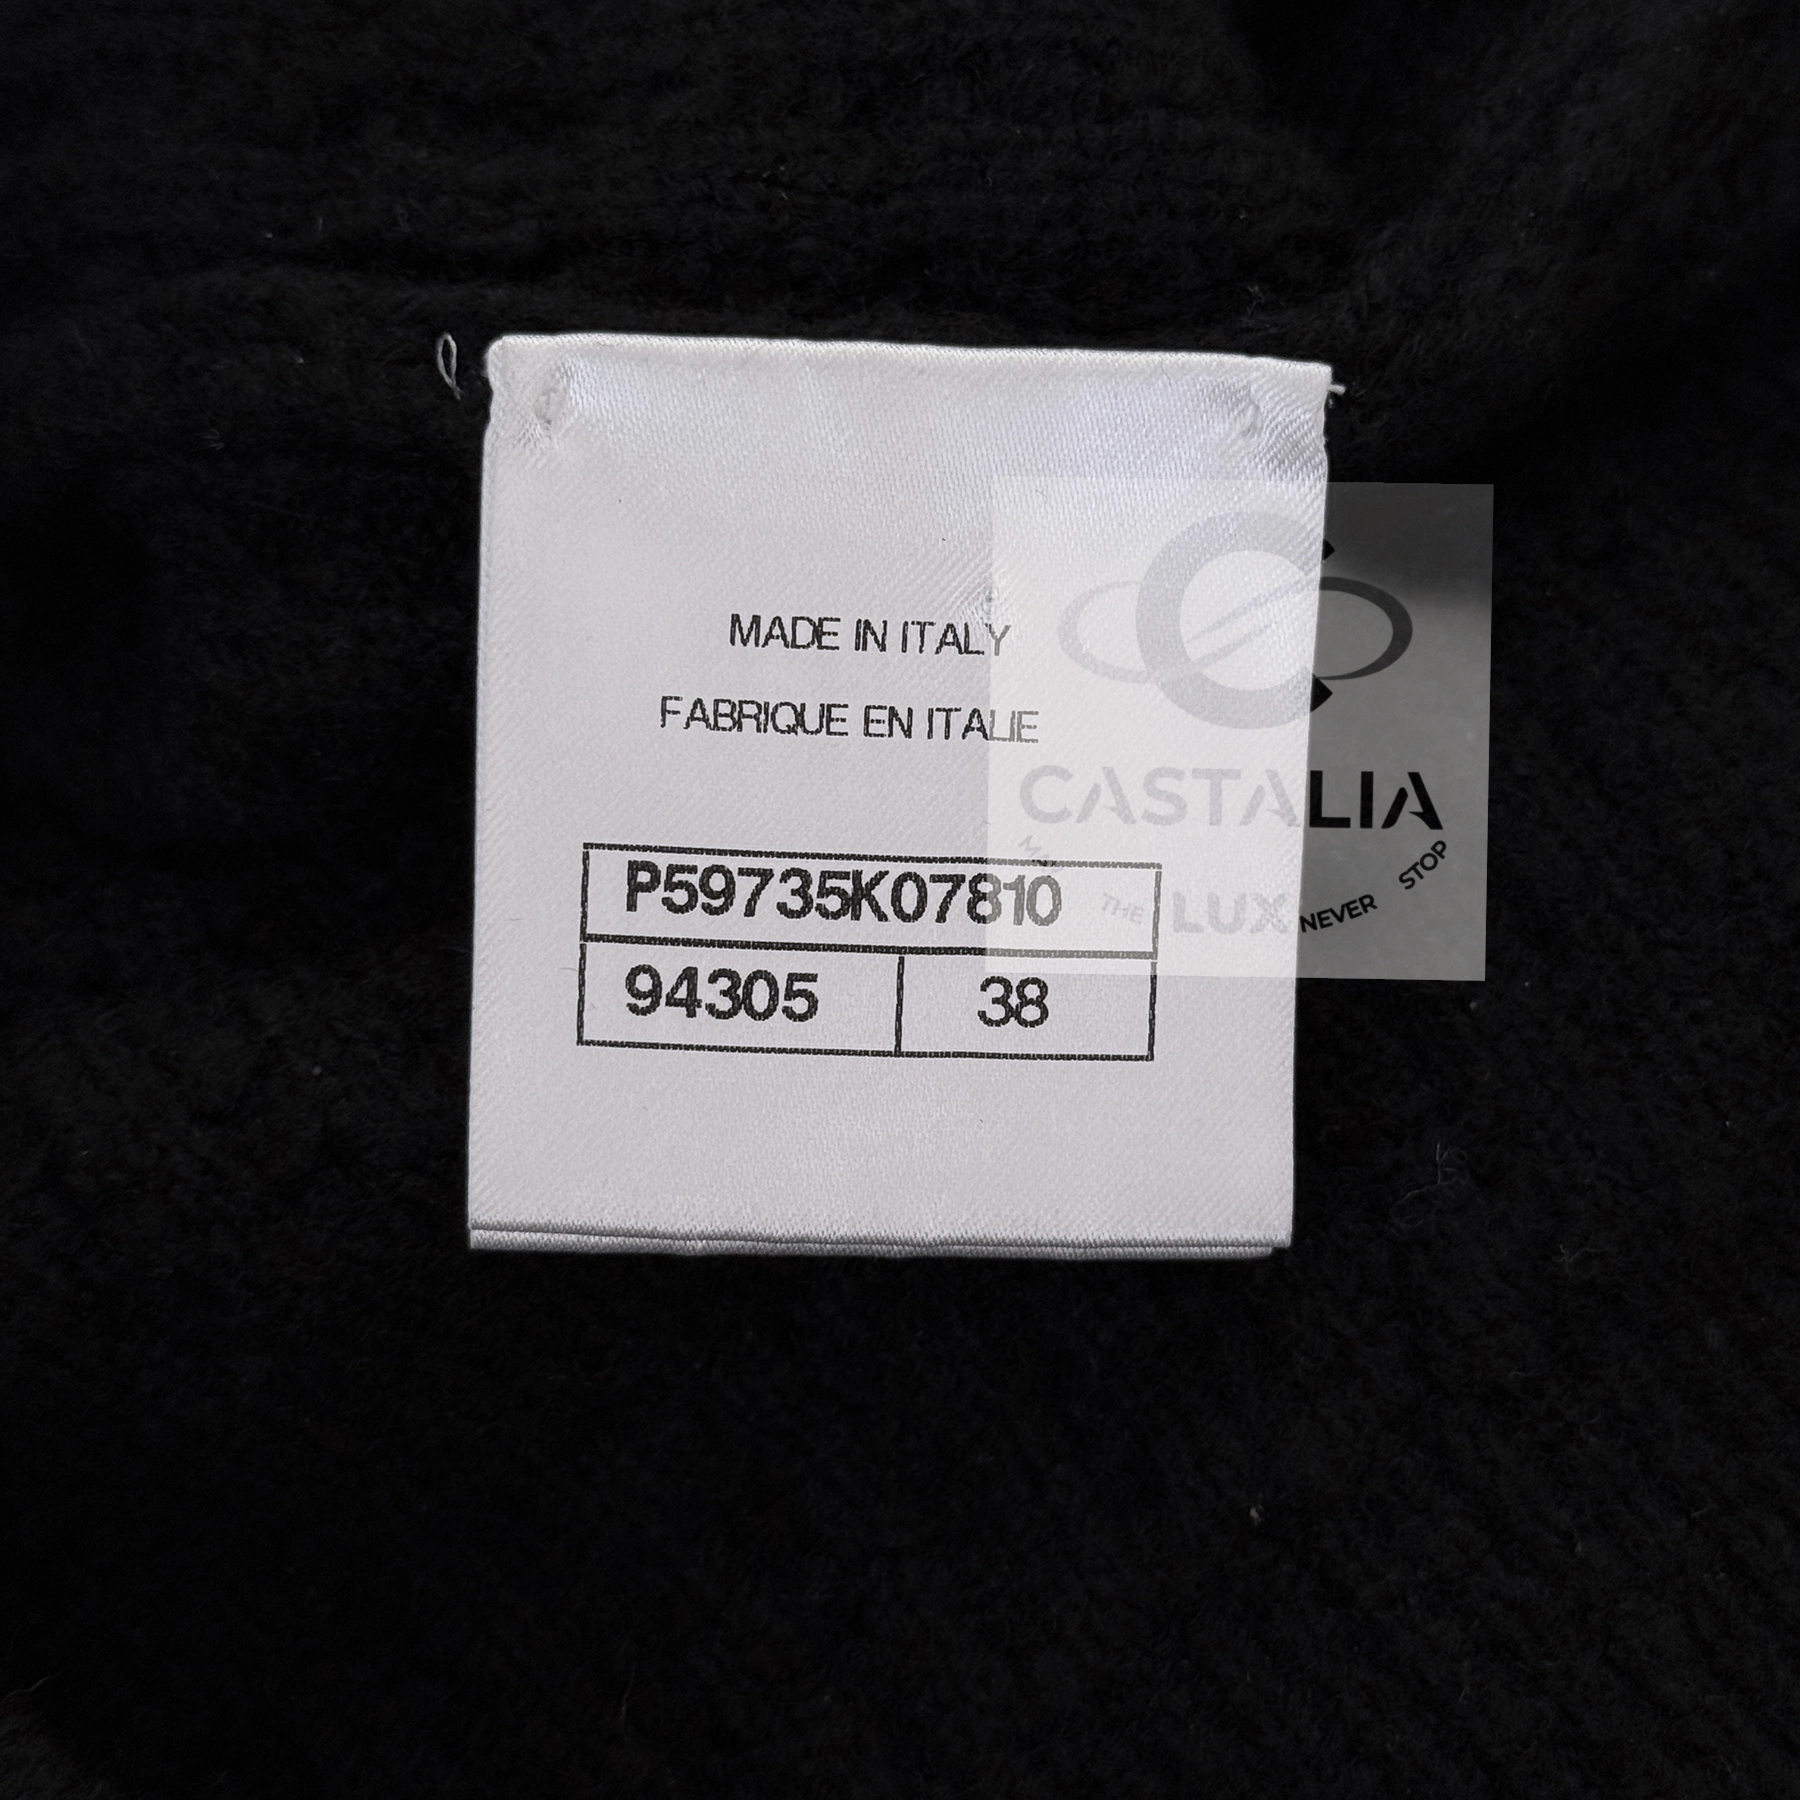 MADE IN ITALY
FABRIQUE EN ITALIE
P59735K07810
94305 38
CASTALIA
THE LUX NEVER STOP